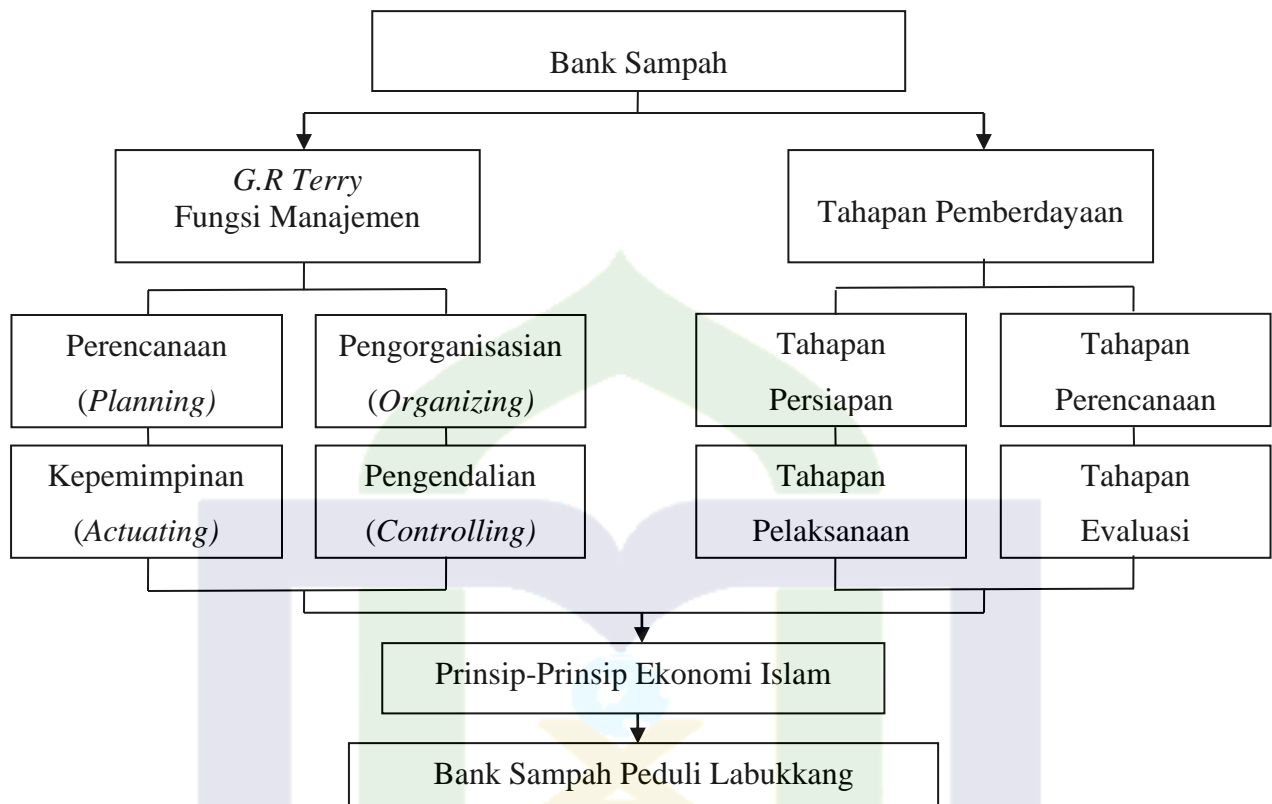 Bank Sampah
G.R Terry
Fungsi Manajemen
Tahapan Pemberdayaan
Perencanaan
(Planning)
Pengorganisasian
(Organizing)
Tahapan
Persiapan
Tahapan
Perencanaan
Kepemimpinan
(Actuating)
Pengendalian
(Controlling)
Tahapan
Pelaksanaan
Tahapan
Evaluasi
Prinsip-Prinsip Ekonomi Islam
Bank Sampah Peduli Labukkang